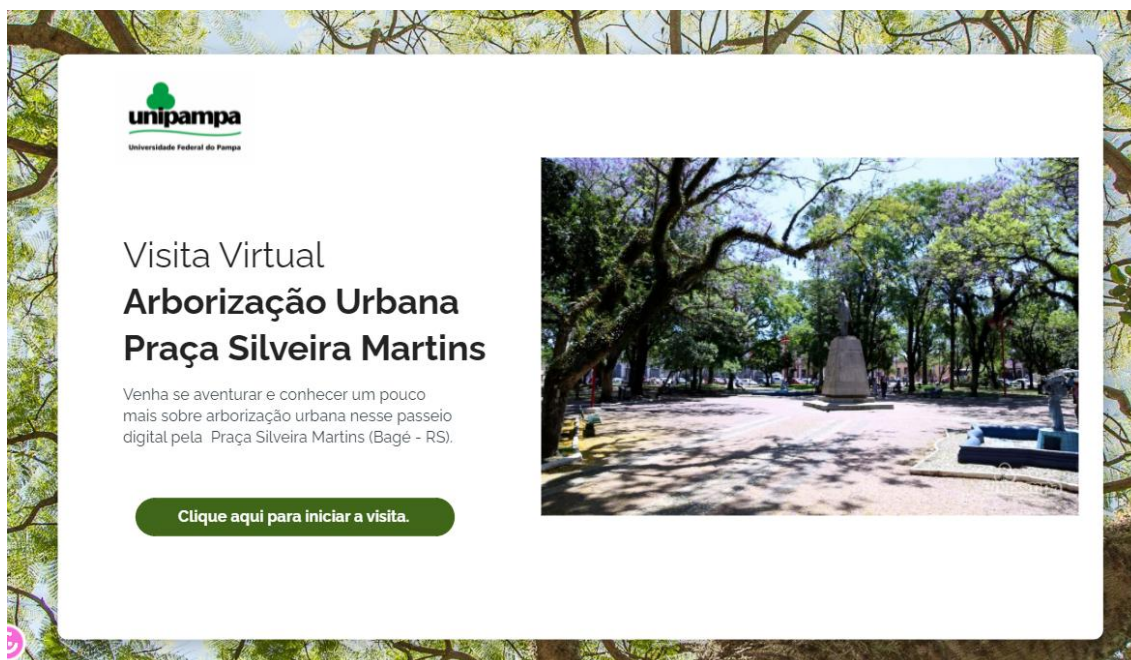 unipampa
Universidade Federal do Pampa
Visita Virtual
Arborização Urbana
Praça Silveira Martins
Venha se aventurar e conhecer um pouco
mais sobre arborização urbana nesse passeio
digital pela Praça Silveira Martins (Bagé - RS).
Clique aqui para iniciar a visita.
unipampa